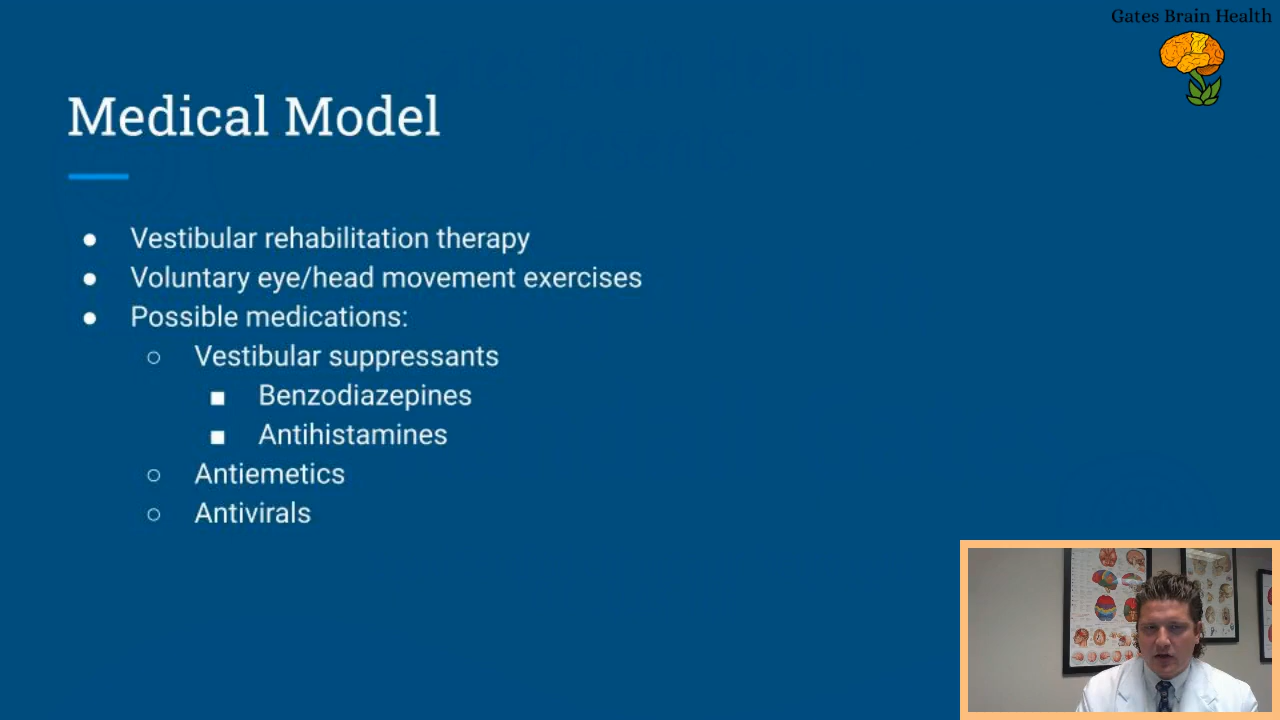 Gates Brain Health
Medical Model
● Vestibular rehabilitation therapy
● Voluntary eye/head movement exercises
● Possible medications:
○ Vestibular suppressants
■ Benzodiazepines
■ Antihistamines
○ Antiemetics
○ Antivirals